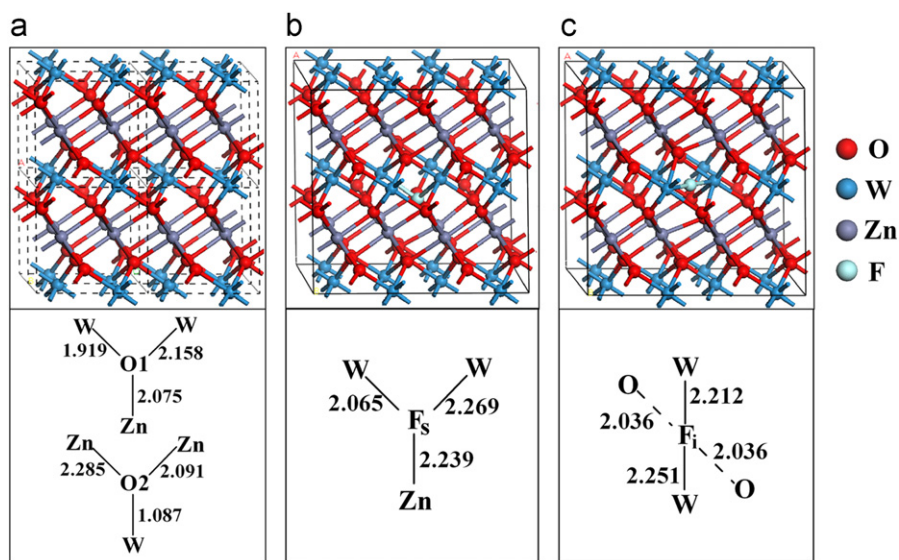 a
b
c
O
W
Zn
F
W W
1.919 2.158
O1
2.075
Zn
Zn Zn
2.285 2.091
O2
1.087
W
W W
2.065 2.269
Fs
2.239
Zn
W
O 2.212
2.036
Fi
2.036
2.251
O
W